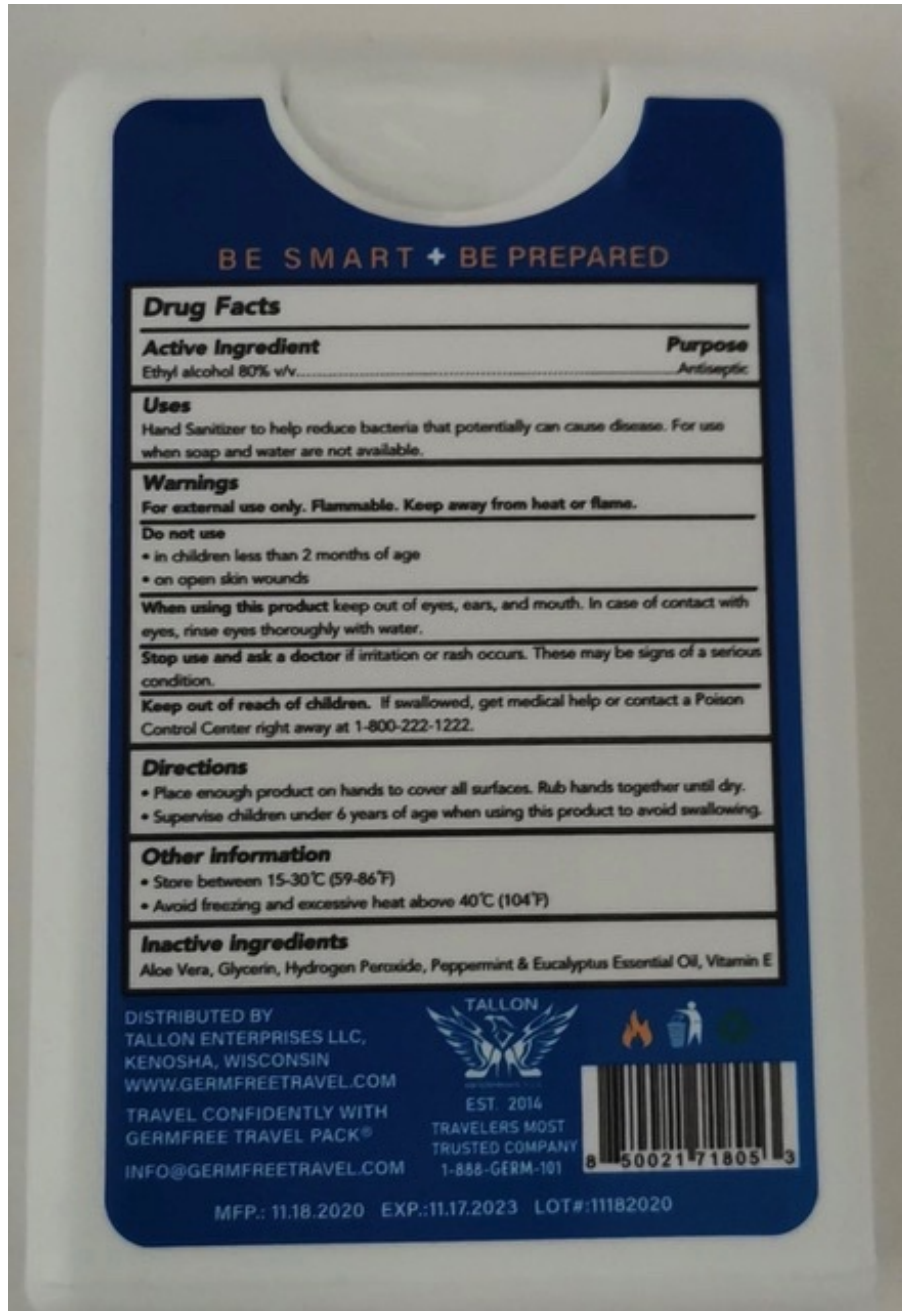 BE SMART + BE PREPARED
Drug Facts
Active Ingredient Purpose
Ethyl alcohol 80% v/v........................................Antiseptic
Uses
Hand Sanitizer to help reduce bacteria that potentially can cause disease. For use
when soap and water are not available.
Warnings
For external use only. Flammable. Keep away from heat or flame.
Do not use
• in children less than 2 months of age
• on open skin wounds
When using this product keep out of eyes, ears, and mouth. In case of contact with
eyes, rinse eyes thoroughly with water.
Stop use and ask a doctor if irritation or rash occurs. These may be signs of a serious
condition.
Keep out of reach of children. If swallowed, get medical help or contact a Poison
Control Center right away at 1-800-222-1222.
Directions
• Place enough product on hands to cover all surfaces. Rub hands together until dry.
• Supervise children under 6 years of age when using this product to avoid swallowing.
Other information
• Store between 15-30°C (59-86°F)
• Avoid freezing and excessive heat above 40°C (104°F)
Inactive ingredients
Aloe Vera, Glycerin, Hydrogen Peroxide, Peppermint & Eucalyptus Essential Oil, Vitamin E
DISTRIBUTED BY
TALLON ENTERPRISES LLC,
KENOSHA, WISCONSIN
WWW.GERMFREETRAVEL.COM
TRAVEL CONFIDENTLY WITH
GERMFREE TRAVEL PACK®
INFO@GERMFREETRAVEL.COM
TALLON
EST. 2014
TRAVELERS MOST
TRUSTED COMPANY
1-888-GERM-101
8 50021 71805 3
MFP.: 11.18.2020 EXP.:11.17.2023 LOT#:11182020